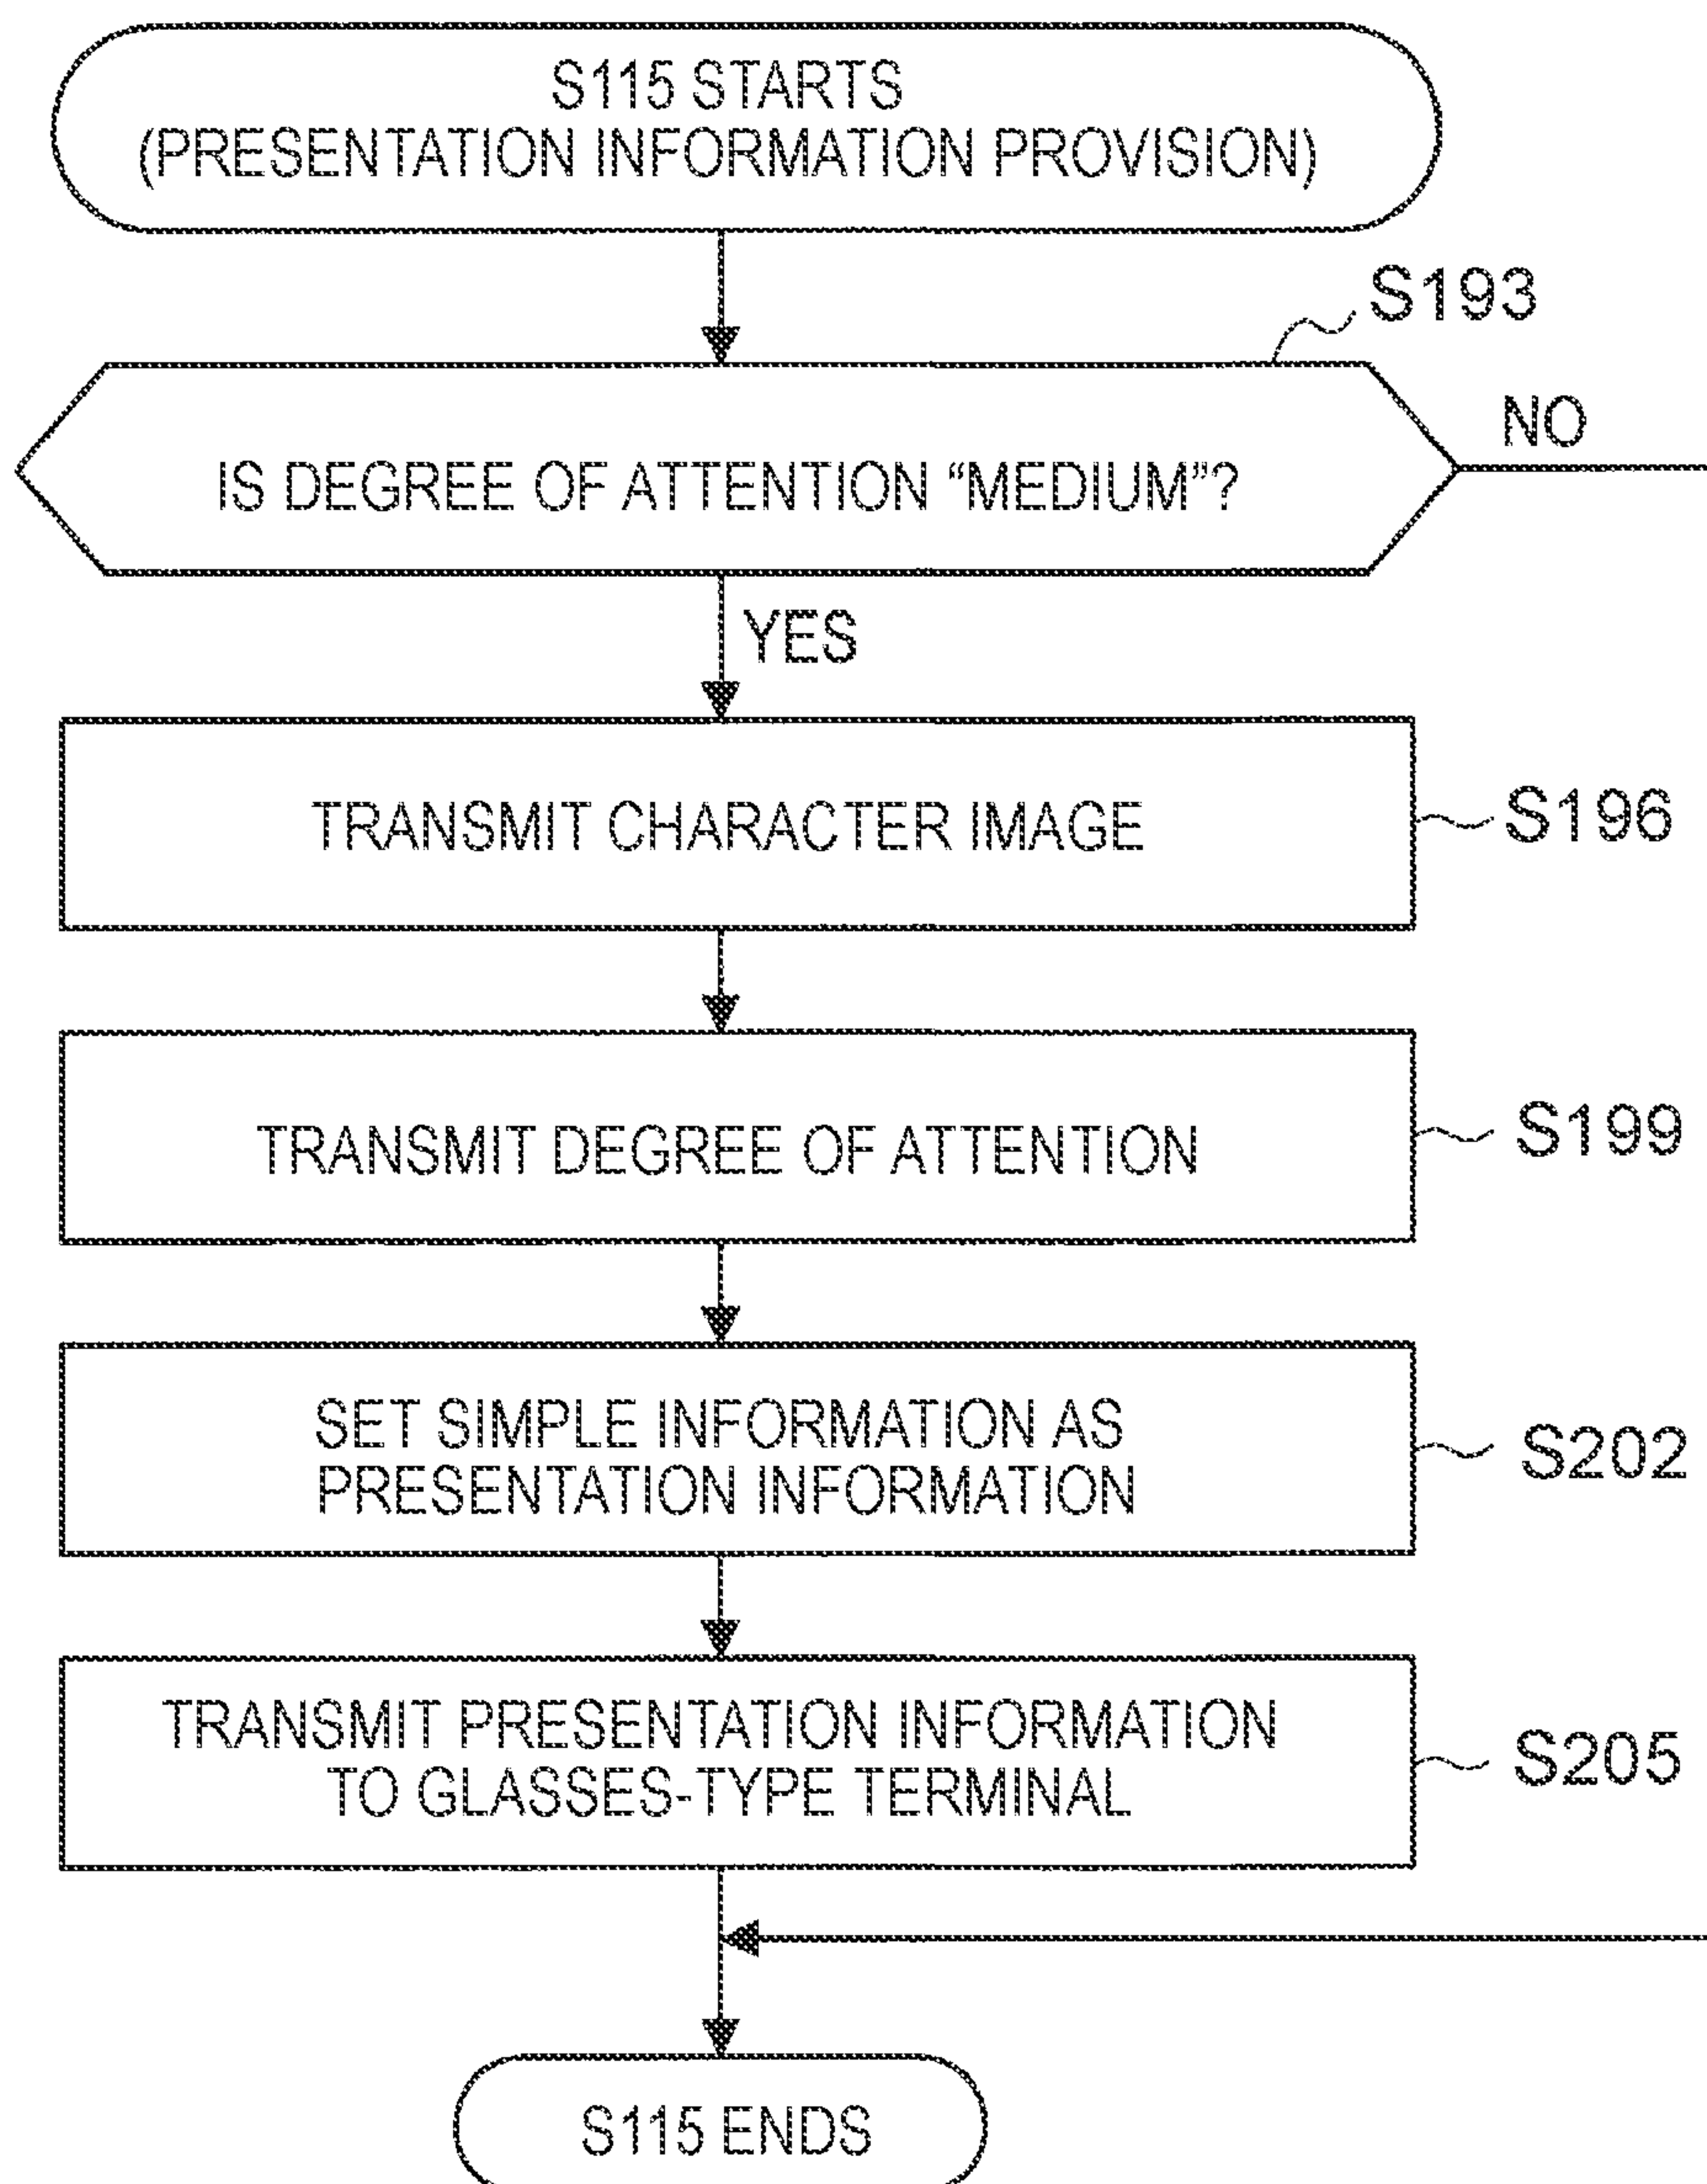 S115 STARTS
(PRESENTATION INFORMATION PROVISION)
S193
IS DEGREE OF ATTENTION “MEDIUM”?
NO
YES
TRANSMIT CHARACTER IMAGE
S196
TRANSMIT DEGREE OF ATTENTION
S199
SET SIMPLE INFORMATION AS
PRESENTATION INFORMATION
S202
TRANSMIT PRESENTATION INFORMATION
TO GLASSES-TYPE TERMINAL
S205
S115 ENDS